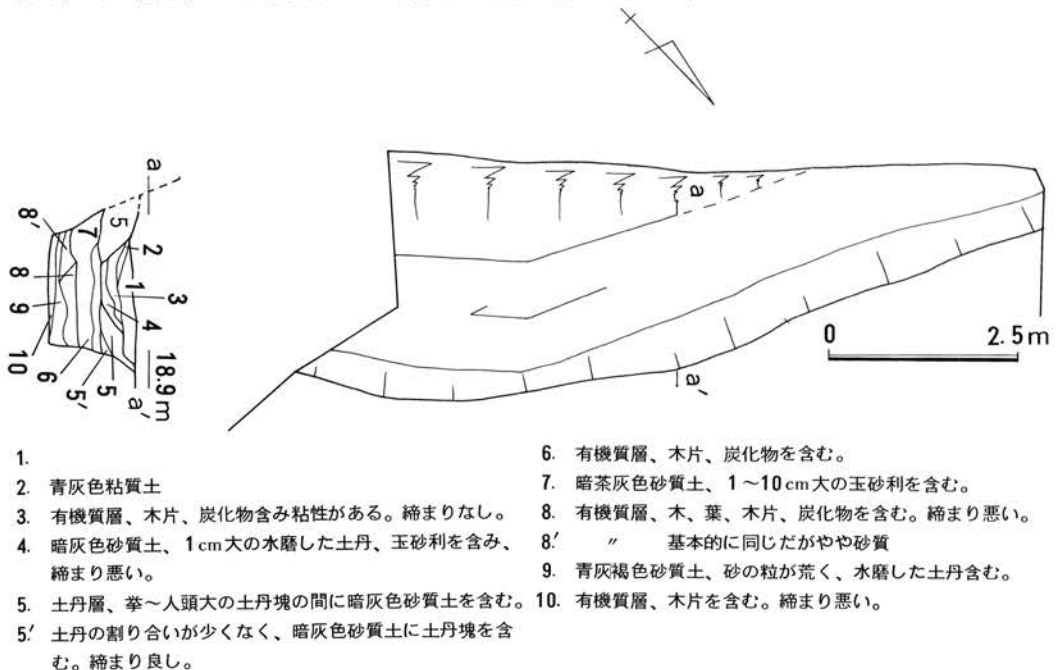 a
8′
7
5
2
1
8
3
9
4
10
6
5′
5
18.9m
a′
a
a′
0
2.5m
1.
2. 青灰色粘質土
3. 有機質層、木片、炭化物含み粘性がある。締まりなし。
4. 暗灰色砂質土、1cm大の水磨した土丹、玉砂利を含み、
締まり悪い。
5. 土丹層、挙～人頭大の土丹塊の間に暗灰色砂質土を含む。
5′. 土丹の割り合いが少くなく、暗灰色砂質土に土丹塊を含
む。締まり良し。
6. 有機質層、木片、炭化物を含む。
7. 暗茶灰色砂質土、1～10cm大の玉砂利を含む。
8. 有機質層、木、葉、木片、炭化物を含む。締まり悪い。
8′. 〃 基本的に同じだがやや砂質
9. 青灰褐色砂質土、砂の粒が荒く、水磨した土丹含む。
10. 有機質層、木片を含む。締まり悪い。